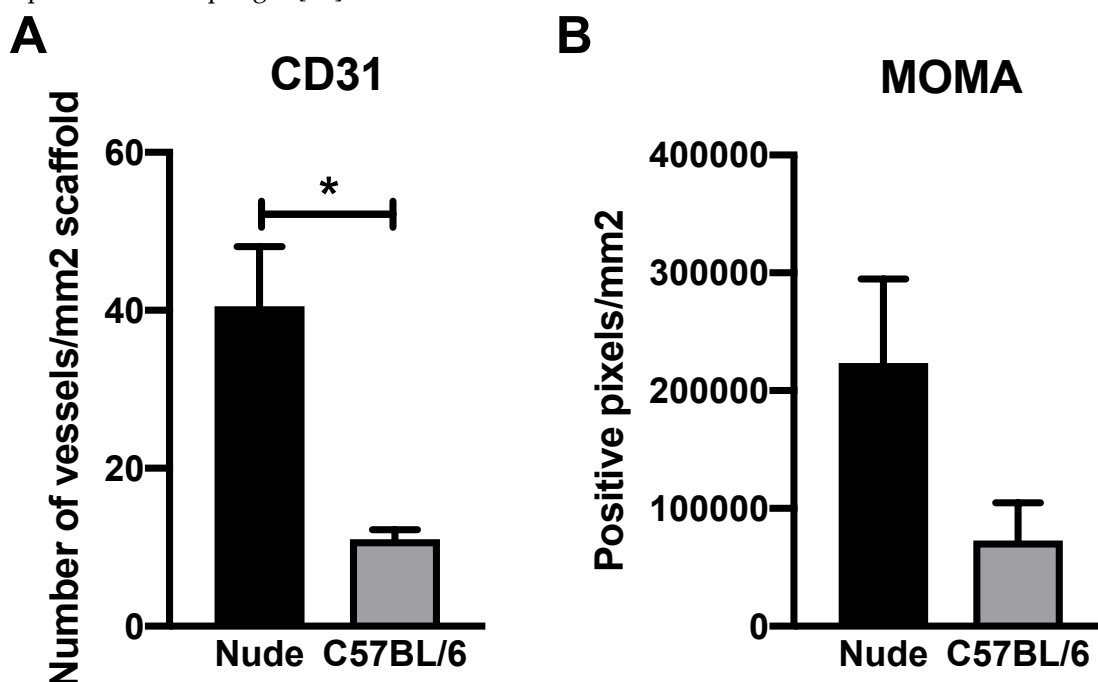 A
CD31
Number of vessels/mm2 scaffold
60
40
20
0
*
Nude C57BL/6
B
MOMA
Positive pixels/mm2
400000
300000
200000
100000
0
Nude C57BL/6